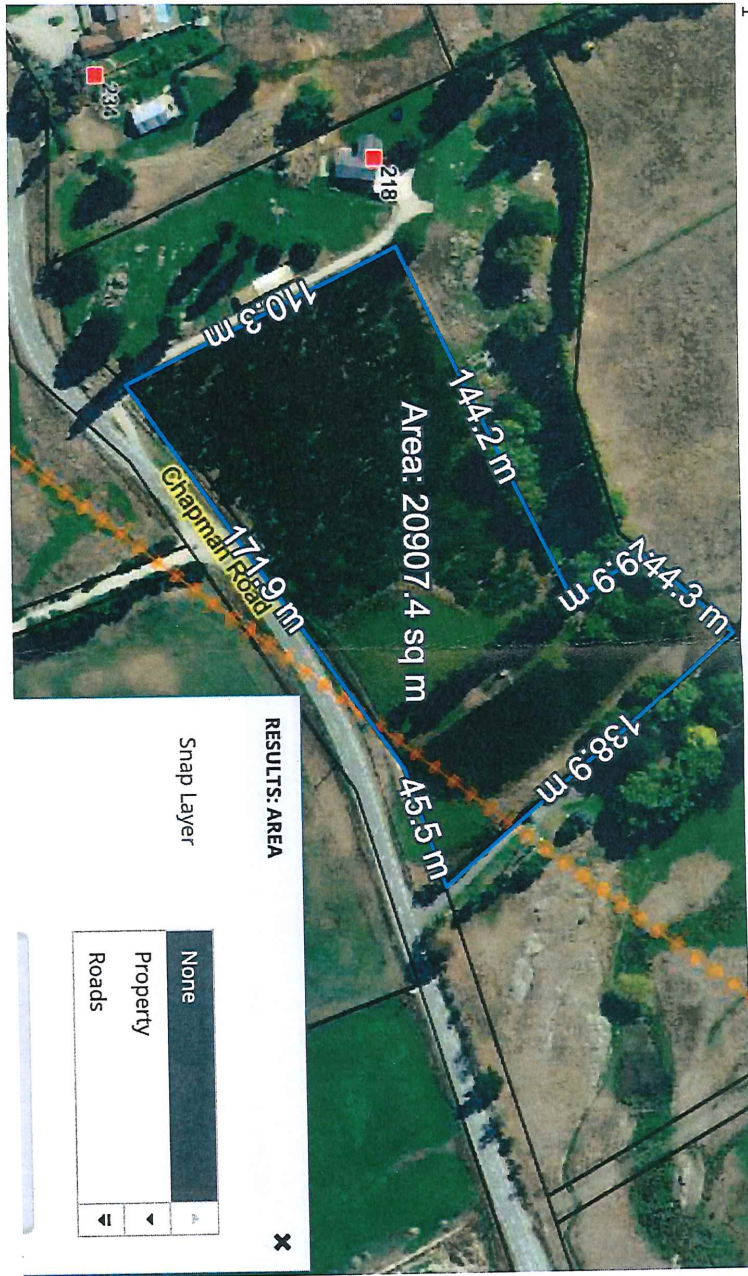 234
218
110.3 m
144.2 m
Area: 20907.4 sq m
29.9 m
44.3 m
171.9 m
Chapman Road
138.9 m
45.5 m
RESULTS: AREA
Snap Layer
None
Property
Roads